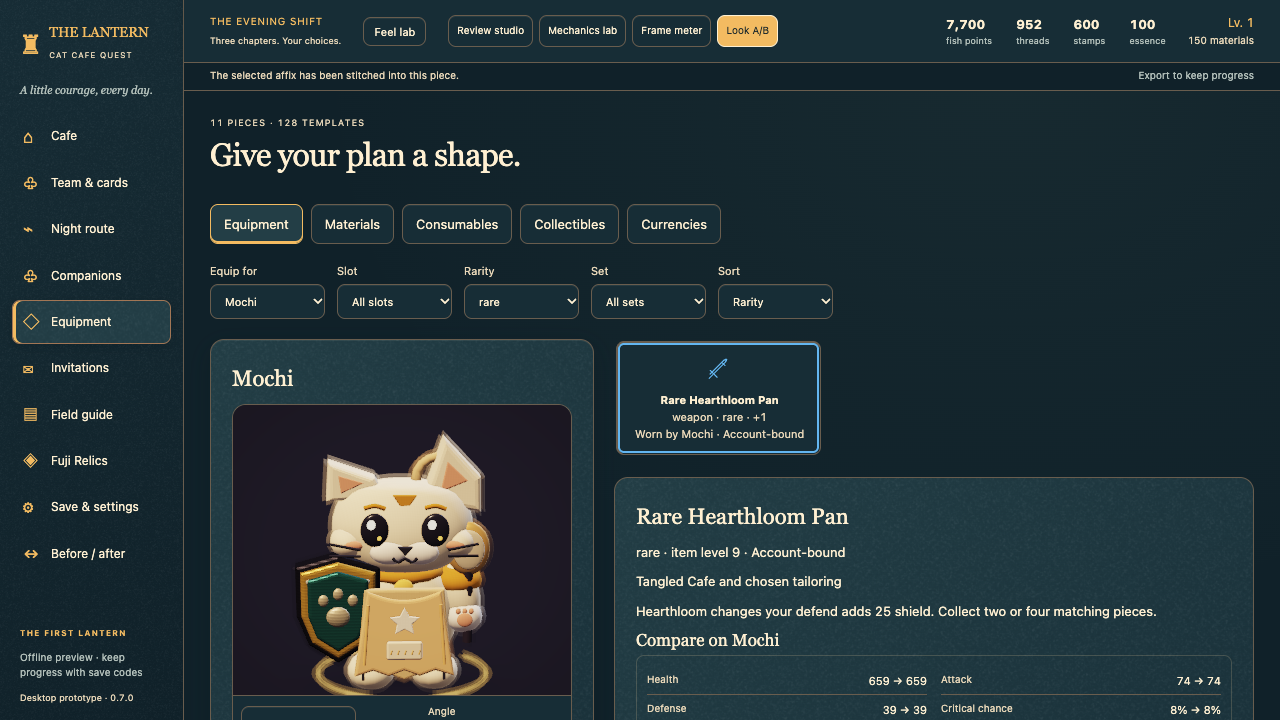 THE LANTERN
CAT CAFE QUEST
A little courage, every day.
Cafe
Team & cards
Night route
Companions
Equipment
Invitations
Field guide
Fuji Relics
Save & settings
Before / after
THE FIRST LANTERN
Offline preview · keep
progress with save codes
Desktop prototype · 0.7.0
THE EVENING SHIFT
Three chapters. Your choices.
Feel lab
Review studio
Mechanics lab
Frame meter
Look A/B
7,700
fish points
952
threads
600
stamps
100
essence
Lv. 1
150 materials
The selected affix has been stitched into this piece.
Export to keep progress
11 PIECES · 128 TEMPLATES
Give your plan a shape.
Equipment
Materials
Consumables
Collectibles
Currencies
Equip for
Slot
Rarity
Set
Sort
Mochi
All slots
rare
All sets
Rarity
Mochi
Angle
Rare Hearthloom Pan
weapon · rare · +1
Worn by Mochi · Account-bound
Rare Hearthloom Pan
rare · item level 9 · Account-bound
Tangled Cafe and chosen tailoring
Hearthloom changes your defend adds 25 shield. Collect two or four matching pieces.
Compare on Mochi
Health 659 → 659
Attack 74 → 74
Defense 39 → 39
Critical chance 8% → 8%